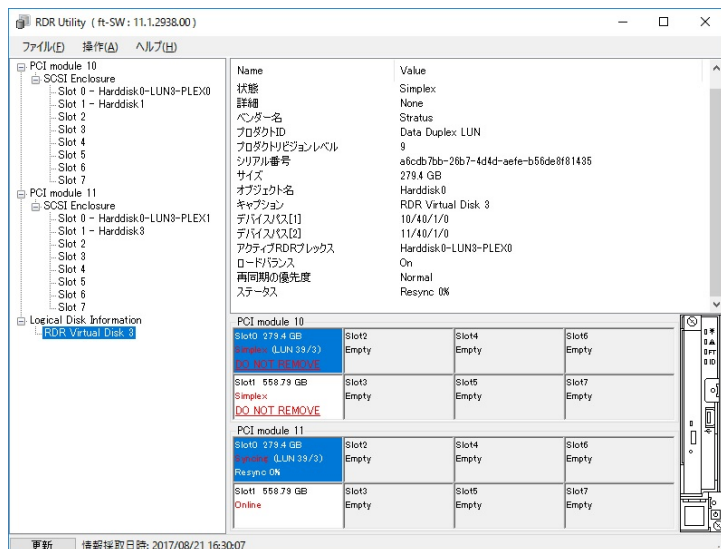 RDR Utility ( ft-SW : 11.1.2938.00 )
ファイル(F) 操作(A) ヘルプ(H)
PCI module 10
SCSI Enclosure
Slot 0 - Harddisk0-LUN3-PLEX0
Slot 1 - Harddisk1
Slot 2
Slot 3
Slot 4
Slot 5
Slot 6
Slot 7
PCI module 11
SCSI Enclosure
Slot 0 - Harddisk0-LUN3-PLEX1
Slot 1 - Harddisk3
Slot 2
Slot 3
Slot 4
Slot 5
Slot 6
Slot 7
Logical Disk Information
RDR Virtual Disk 3
Name Value
状態 Simplex
詳細 None
ベンダー名 Stratus
プロダクトID Data Duplex LUN
プロダクトリビジョンレベル 9
シリアル番号 a6cdb7bb-26b7-4d4d-aefe-b56de8f81435
サイズ 279.4 GB
オブジェクト名 Harddisk0
キャプション RDR Virtual Disk 3
デバイスパス[1] 10/40/1/0
デバイスパス[2] 11/40/1/0
アクティブRDRプレックス Harddisk0-LUN3-PLEX0
ロードバランス On
再同期の優先度 Normal
ステータス Resync 0%
PCI module 10
Slot0 279.4 GB Slot2 Slot4 Slot6
Simplex (LUN 39/3) Empty Empty Empty
DO NOT REMOVE
Slot1 558.79 GB Slot3 Slot5 Slot7
Simplex Empty Empty Empty
DO NOT REMOVE
PCI module 11
Slot0 279.4 GB Slot2 Slot4 Slot6
Syncing (LUN 39/3) Empty Empty Empty
Resync 0%
Slot1 558.79 GB Slot3 Slot5 Slot7
Online Empty Empty Empty
更新 情報採取日時: 2017/08/21 16:30:07